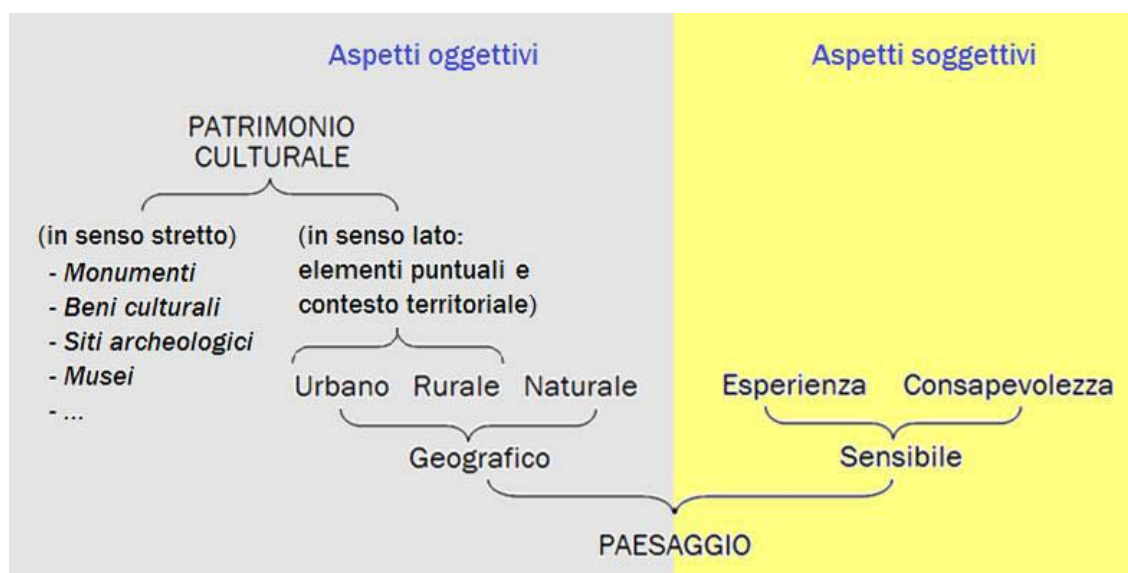 Aspetti oggettivi
Aspetti soggettivi
PATRIMONIO
CULTURALE
(in senso stretto)
- Monumenti
- Beni culturali
- Siti archeologici
- Musei
- ...
(in senso lato:
elementi puntuali e
contesto territoriale)
Urbano Rurale Naturale
Geografico
Esperienza Consapevolezza
Sensibile
PAESAGGIO